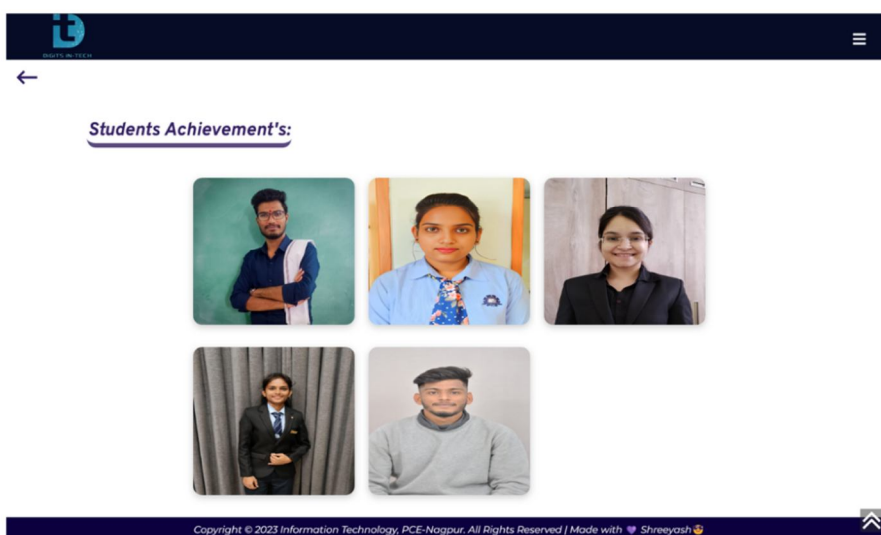 DIGITS IN-TECH
Students Achievement's:
Copyright © 2023 Information Technology, PCE-Nagpur. All Rights Reserved | Made with 💜 Shreeyash